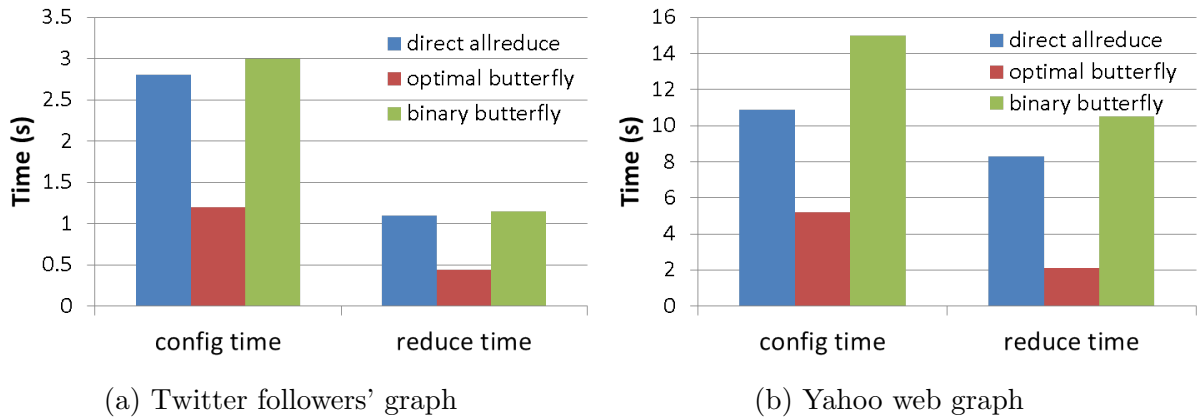 3.5
3
2.5
2
1.5
1
0.5
0
Time (s)
direct allreduce
optimal butterfly
binary butterfly
config time
reduce time
(a) Twitter followers’ graph
16
14
12
10
8
6
4
2
0
Time (s)
direct allreduce
optimal butterfly
binary butterfly
config time
reduce time
(b) Yahoo web graph